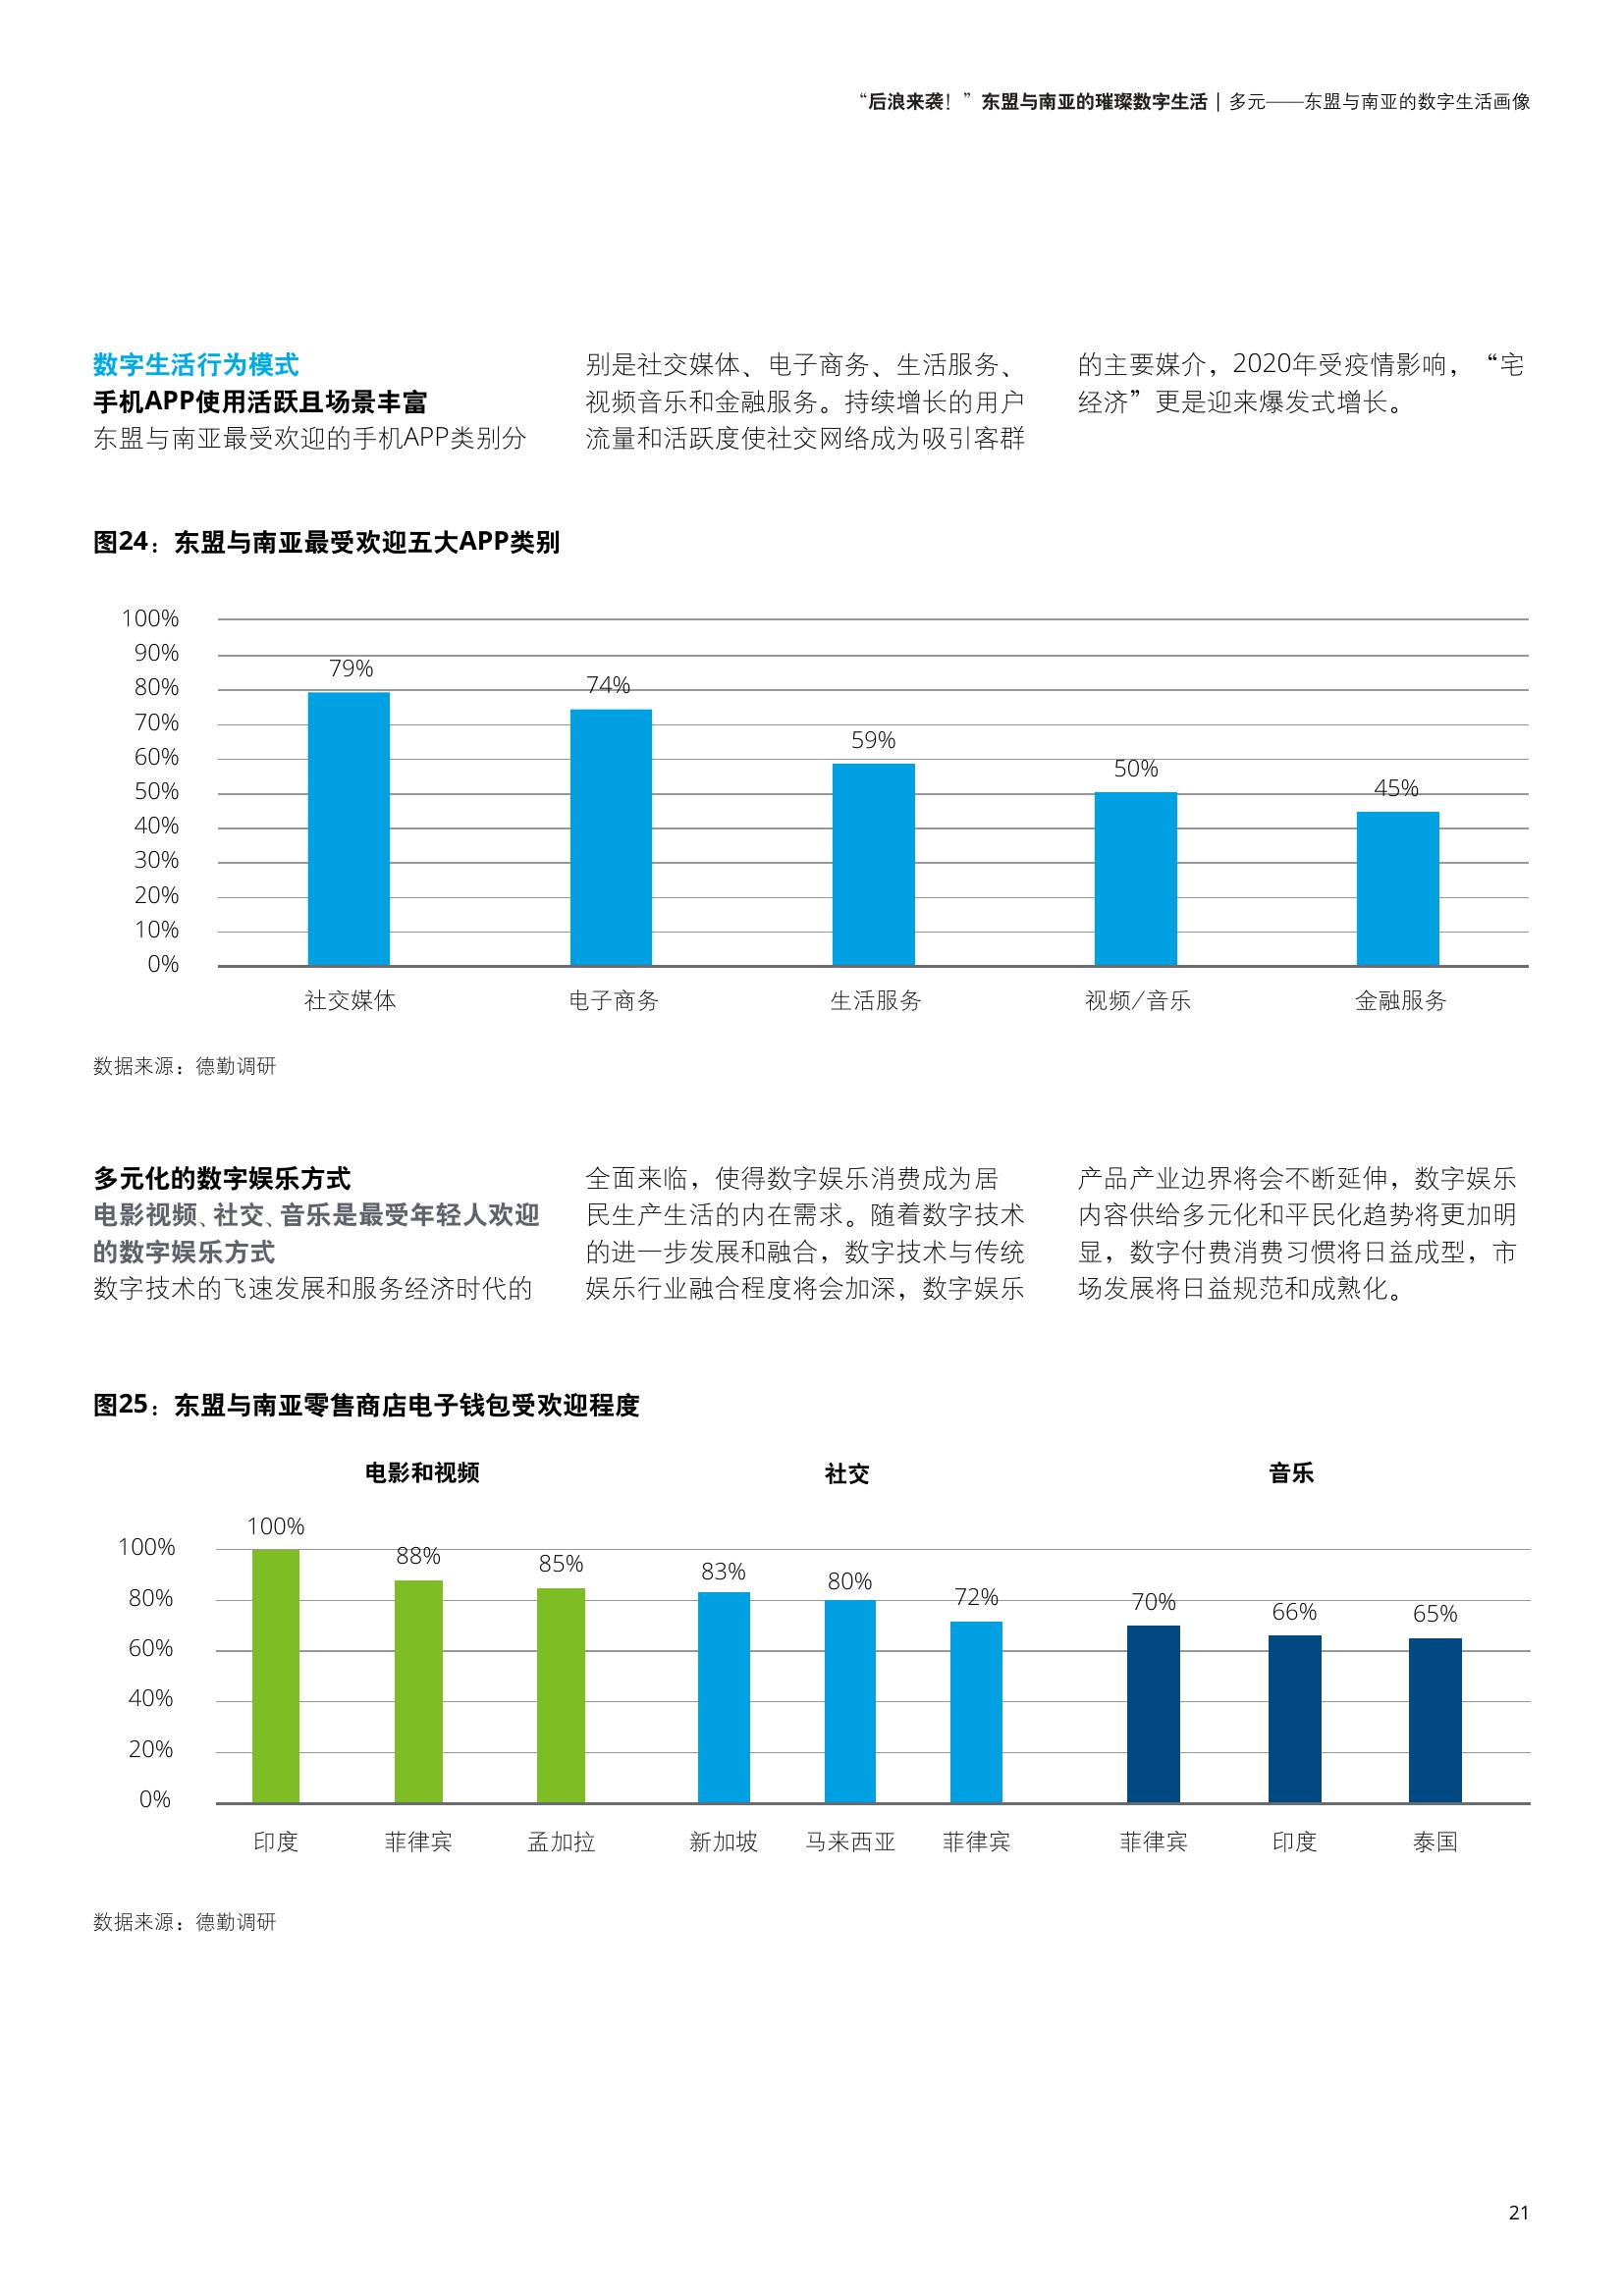 “后浪来袭！”东盟与南亚的璀璨数字生活 | 多元——东盟与南亚的数字生活画像
数字生活行为模式
手机APP使用活跃且场景丰富
东盟与南亚最受欢迎的手机APP类别分
别是社交媒体、电子商务、生活服务、
视频音乐和金融服务。持续增长的用户
流量和活跃度使社交网络成为吸引客群
的主要媒介，2020年受疫情影响，“宅
经济”更是迎来爆发式增长。
图24：东盟与南亚最受欢迎五大APP类别
100%
90%
80%
70%
60%
50%
40%
30%
20%
10%
0%
79%
74%
59%
50%
45%
社交媒体
电子商务
生活服务
视频/音乐
金融服务
数据来源：德勤调研
多元化的数字娱乐方式
电影视频、社交、音乐是最受年轻人欢迎
的数字娱乐方式
数字技术的飞速发展和服务经济时代的
全面来临，使得数字娱乐消费成为居
民生产生活的内在需求。随着数字技术
的进一步发展和融合，数字技术与传统
娱乐行业融合程度将会加深，数字娱乐
产品产业边界将会不断延伸，数字娱乐
内容供给多元化和平民化趋势将更加明
显，数字付费消费习惯将日益成型，市
场发展将日益规范和成熟化。
图25：东盟与南亚零售商店电子钱包受欢迎程度
电影和视频
社交
音乐
100%
80%
60%
40%
20%
0%
100%
88%
85%
83%
80%
72%
70%
66%
65%
印度
菲律宾
孟加拉
新加坡
马来西亚
菲律宾
菲律宾
印度
泰国
数据来源：德勤调研
21